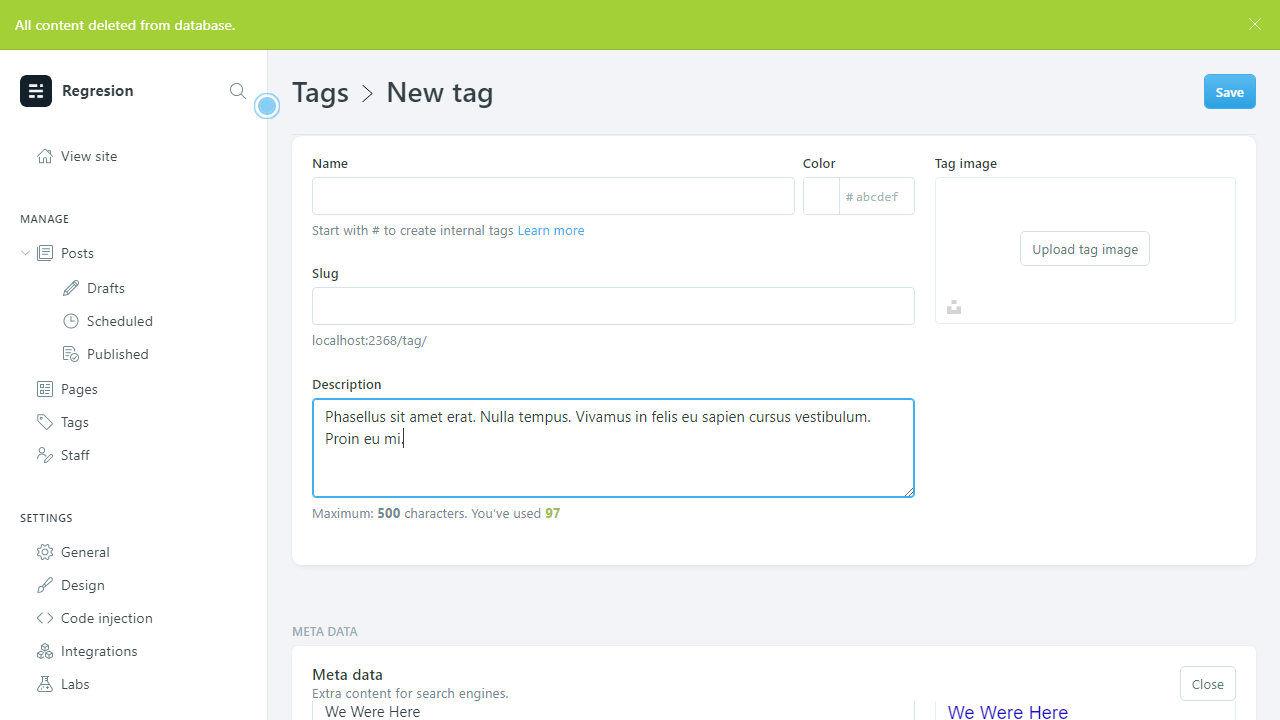 All content deleted from database.
Regresion
View site
MANAGE
Posts
Drafts
Scheduled
Published
Pages
Tags
Staff
SETTINGS
General
Design
Code injection
Integrations
Labs
Tags > New tag
Save
Name
Color
# abcdef
Start with # to create internal tags Learn more
Slug
localhost:2368/tag/
Description
Phasellus sit amet erat. Nulla tempus. Vivamus in felis eu sapien cursus vestibulum.
Proin eu mi.
Maximum: 500 characters. You've used 97
Tag image
Upload tag image
META DATA
Meta data
Extra content for search engines.
Close
We Were Here
We Were Here